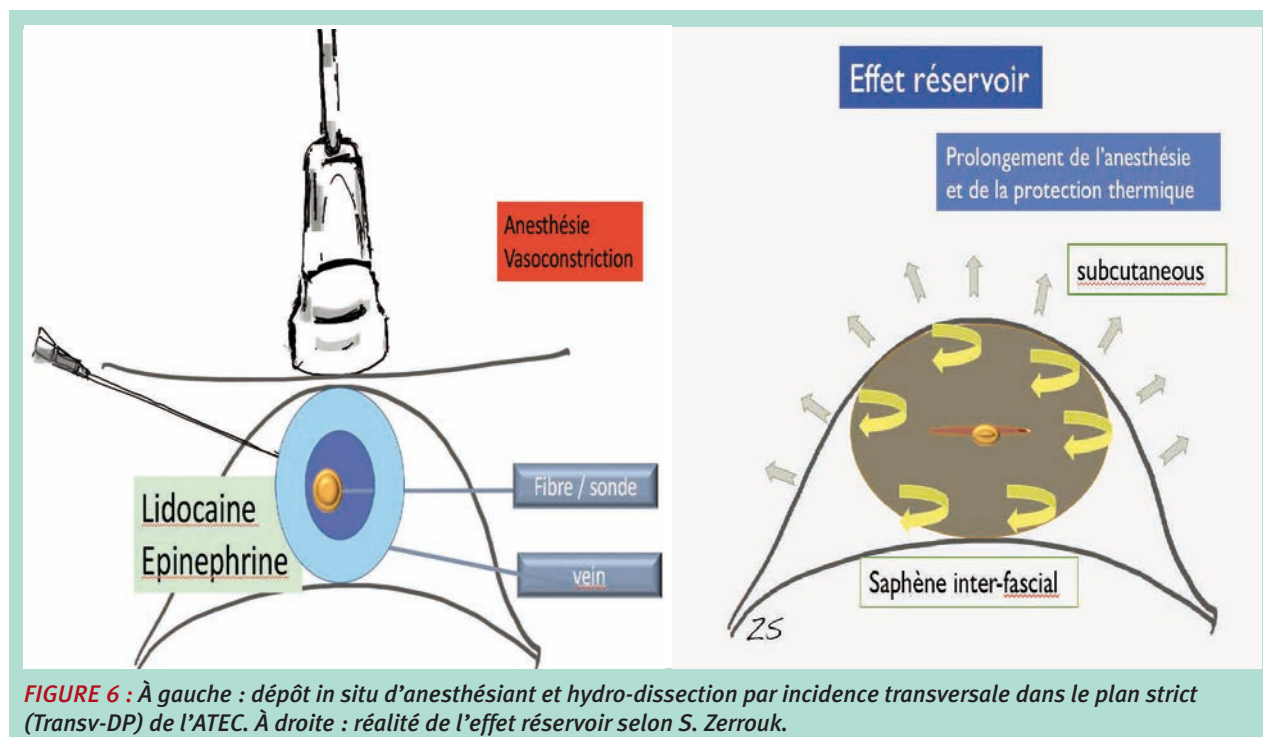 Anesthésie
Vasoconstriction
Lidocaine
Epinephrine
Fibre / sonde
vein
Effet réservoir
Prolongement de l'anesthésie
et de la protection thermique
subcutaneous
Saphène inter-fascial
ZS
FIGURE 6 : À gauche : dépôt in situ d'anesthésiant et hydro-dissection par incidence transversale dans le plan strict
(Transv-DP) de l'ATEC. À droite : réalité de l'effet réservoir selon S. Zerrouk.